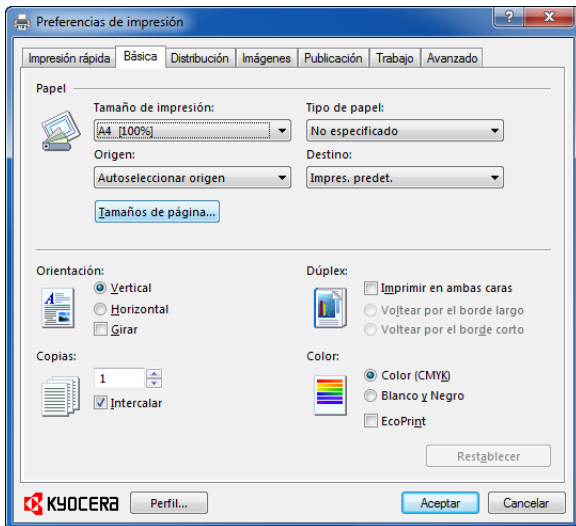 Preferencias de impresión
?
X
Impresión rápida Básica Distribución Imágenes Publicación Trabajo Avanzado
Papel
Tamaño de impresión: Tipo de papel:
A4 [100%] No especificado
Origen: Destino:
Autoseleccionar origen Impres. predet.
Tamaños de página...
Orientación: Dúplex:
Vertical Imprimir en ambas caras
Horizontal Voltear por el borde largo
Girar Voltear por el borde corto
Copias: Color:
1 Color (CMYK)
Intercalar Blanco y Negro
EcoPrint
Restablecer
KYOCERA Perfil... Aceptar Cancelar